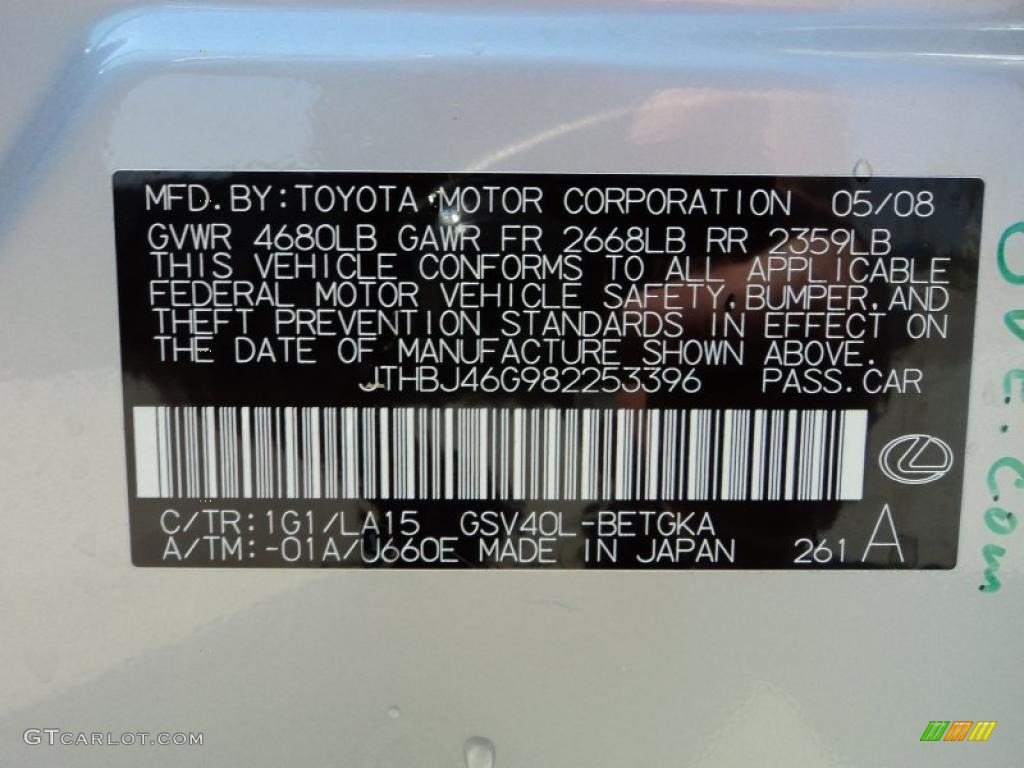 MFD. BY: TOYOTA MOTOR CORPORATION 05/08
GVWR 4680LB GAWR FR 2668LB RR 2359LB
THIS VEHICLE CONFORMS TO ALL APPLICABLE
FEDERAL MOTOR VEHICLE SAFETY, BUMPER, AND
THEFT PREVENTION STANDARDS IN EFFECT ON
THE DATE OF MANUFACTURE SHOWN ABOVE.
JTHBJ46G982253396 PASS. CAR
C/TR: 1G1/LA15 GSV40L-BETGKA
A/TM: -01A/U660E MADE IN JAPAN 261 A
OVE.com
GTCARLOT.COM